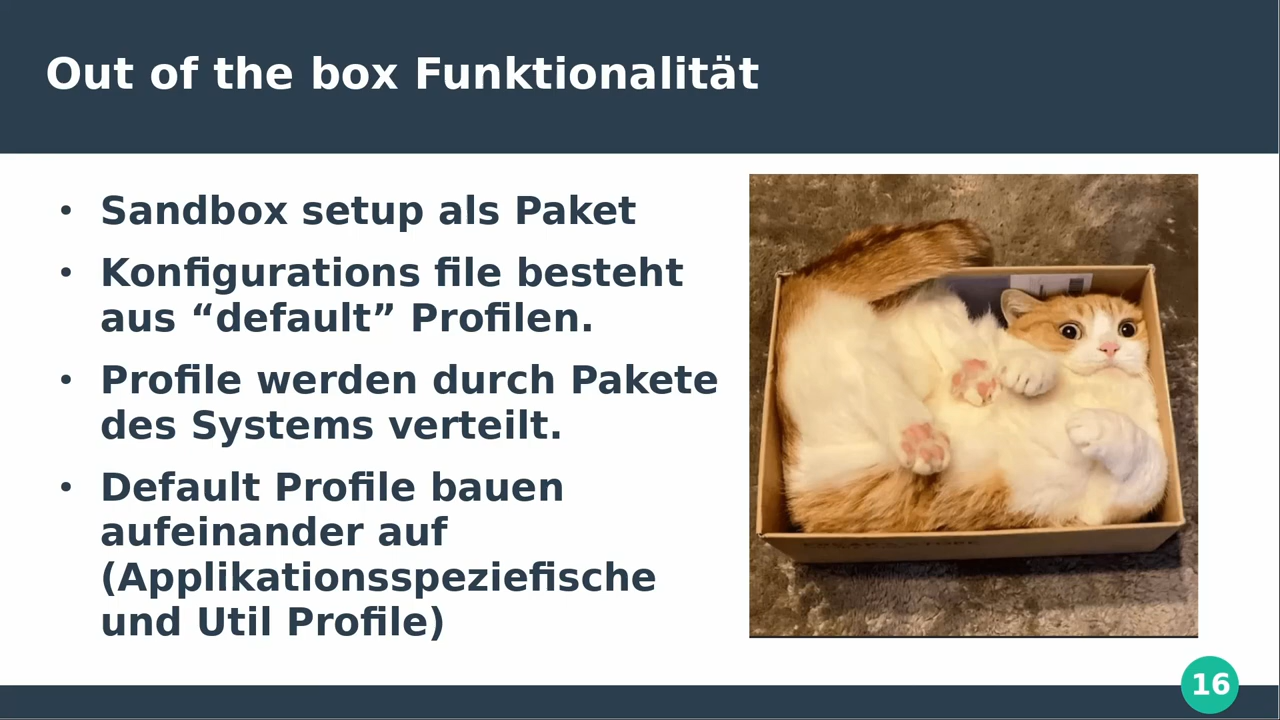 Out of the box Funktionalität
• Sandbox setup als Paket
• Konfigurations file besteht
aus “default” Profilen.
• Profile werden durch Pakete
des Systems verteilt.
• Default Profile bauen
aufeinander auf
(Applikationsspeziefische
und Util Profile)
16